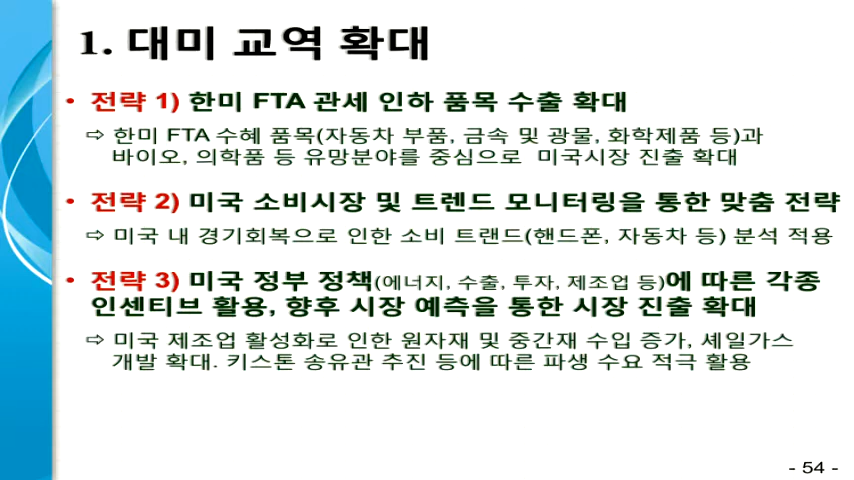 1. 대미 교역 확대
• 전략 1) 한미 FTA 관세 인하 품목 수출 확대
⇨ 한미 FTA 수혜 품목(자동차 부품, 금속 및 광물, 화학제품 등)과
바이오, 의학품 등 유망분야를 중심으로 미국시장 진출 확대
• 전략 2) 미국 소비시장 및 트렌드 모니터링을 통한 맞춤 전략
⇨ 미국 내 경기회복으로 인한 소비 트랜드(핸드폰, 자동차 등) 분석 적용
• 전략 3) 미국 정부 정책(에너지, 수출, 투자, 제조업 등)에 따른 각종
인센티브 활용, 향후 시장 예측을 통한 시장 진출 확대
⇨ 미국 제조업 활성화로 인한 원자재 및 중간재 수입 증가, 셰일가스
개발 확대. 키스톤 송유관 추진 등에 따른 파생 수요 적극 활용
- 54 -